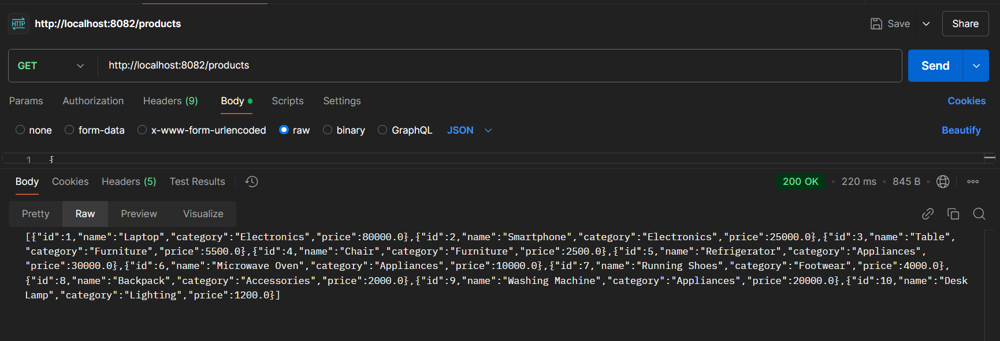 HTTP
http://localhost:8082/products
Save
Share
GET
http://localhost:8082/products
Send
Params Authorization Headers (9) Body Scripts Settings
Cookies
none form-data x-www-form-urlencoded raw binary GraphQL JSON
Beautify
1 {
Body Cookies Headers (5) Test Results
200 OK • 220 ms • 845 B •
Pretty Raw Preview Visualize
[{"id":1,"name":"Laptop","category":"Electronics","price":80000.0},{"id":2,"name":"Smartphone","category":"Electronics","price":25000.0},{"id":3,"name":"Table",
"category":"Furniture","price":5500.0},{"id":4,"name":"Chair","category":"Furniture","price":2500.0},{"id":5,"name":"Refrigerator","category":"Appliances",
"price":30000.0},{"id":6,"name":"Microwave Oven","category":"Appliances","price":10000.0},{"id":7,"name":"Running Shoes","category":"Footwear","price":4000.0},
{"id":8,"name":"Backpack","category":"Accessories","price":2000.0},{"id":9,"name":"Washing Machine","category":"Appliances","price":20000.0},{"id":10,"name":"Desk
Lamp","category":"Lighting","price":1200.0}]